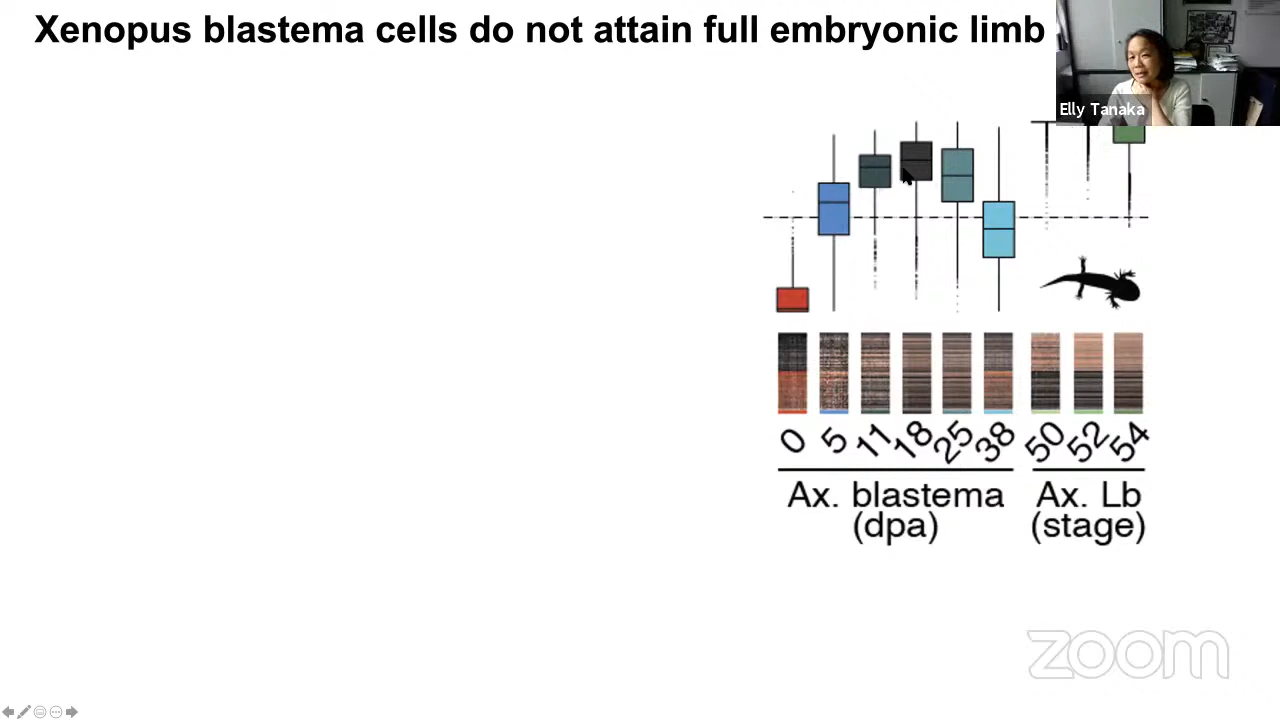 Xenopus blastema cells do not attain full embryonic limb
Elly Tanaka
0 5 11 18 25 38 50 52 54
Ax. blastema Ax. Lb
(dpa) (stage)
zoom